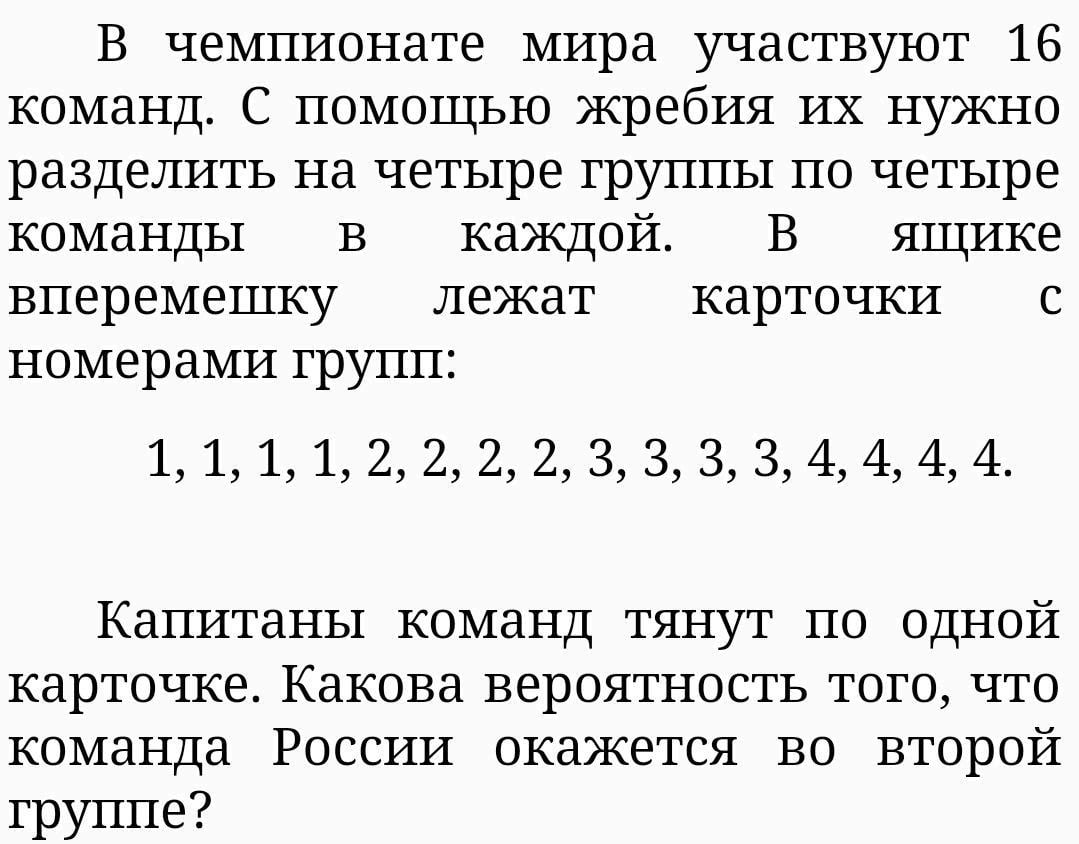 В чемпионате мира участвуют 16
команд. С помощью жребия их нужно
разделить на четыре группы по четыре
команды в каждой. В ящике
вперемешку лежат карточки с
номерами групп:
1, 1, 1, 1, 2, 2, 2, 2, 3, 3, 3, 3, 4, 4, 4, 4.
Капитаны команд тянут по одной
карточке. Какова вероятность того, что
команда России окажется во второй
группе?